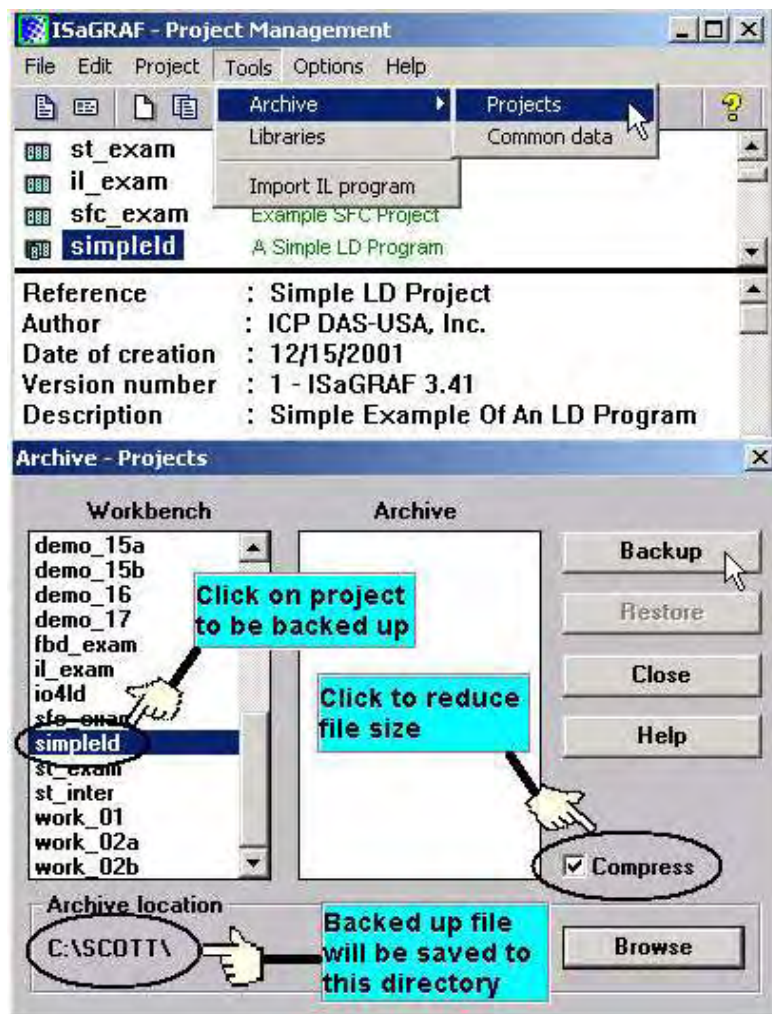 ISaGRAF - Project Management
File Edit Project Tools Options Help
Archive
Projects
Libraries
Common data
Import IL program
st_exam
il_exam
sfc_exam Example SFC Project
simpleld A Simple LD Program
Reference : Simple LD Project
Author : ICP DAS-USA, Inc.
Date of creation : 12/15/2001
Version number : 1 - ISaGRAF 3.41
Description : Simple Example Of An LD Program
Archive - Projects
Workbench
demo_15a
demo_15b
demo_16
demo_17
fbd_exam
il_exam
io4ld
sfc_exam
simpleld
st_exam
st_inter
work_01
work_02a
work_02b
Click on project
to be backed up
Archive
Click to reduce
file size
Backup
Restore
Close
Help
Compress
Archive location
C:\SCOTT\
Backed up file
will be saved to
this directory
Browse